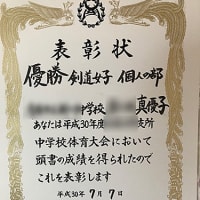 表彰状
優勝 剣道女子 個人の部
中学校 真優子
あなたは平成30年度 支所
中学校体育大会において
頭書の成績を得られたので
これを表彰します
平成30年 7月 7日